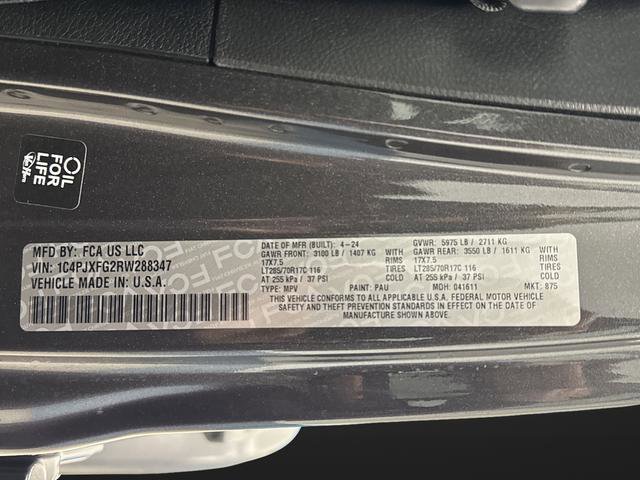 OIL
FOR
LIFE
MFD BY: FCA US LLC
VIN: 1C4PJXFG2RW288347
VEHICLE MADE IN: U.S.A.
DATE OF MFR (BUILT): 4-24
GVWR: 5975 LB / 2711 KG
GAWR FRONT: 3100 LB / 1407 KG WITH
17X7.5 RIMS
LT285/70R17C 116 TIRES
AT 255 kPa / 37 PSI COLD
GAWR REAR: 3550 LB / 1611 KG WITH
17X7.5 RIMS
LT285/70R17C 116 TIRES
AT 255 kPa / 37 PSI COLD
TYPE: MPV PAINT: PAU MDH: 041611 MKT: 875
THIS VEHICLE CONFORMS TO ALL APPLICABLE U.S.A. FEDERAL MOTOR VEHICLE
SAFETY AND THEFT PREVENTION STANDARDS IN EFFECT ON THE DATE OF
MANUFACTURE SHOWN ABOVE.